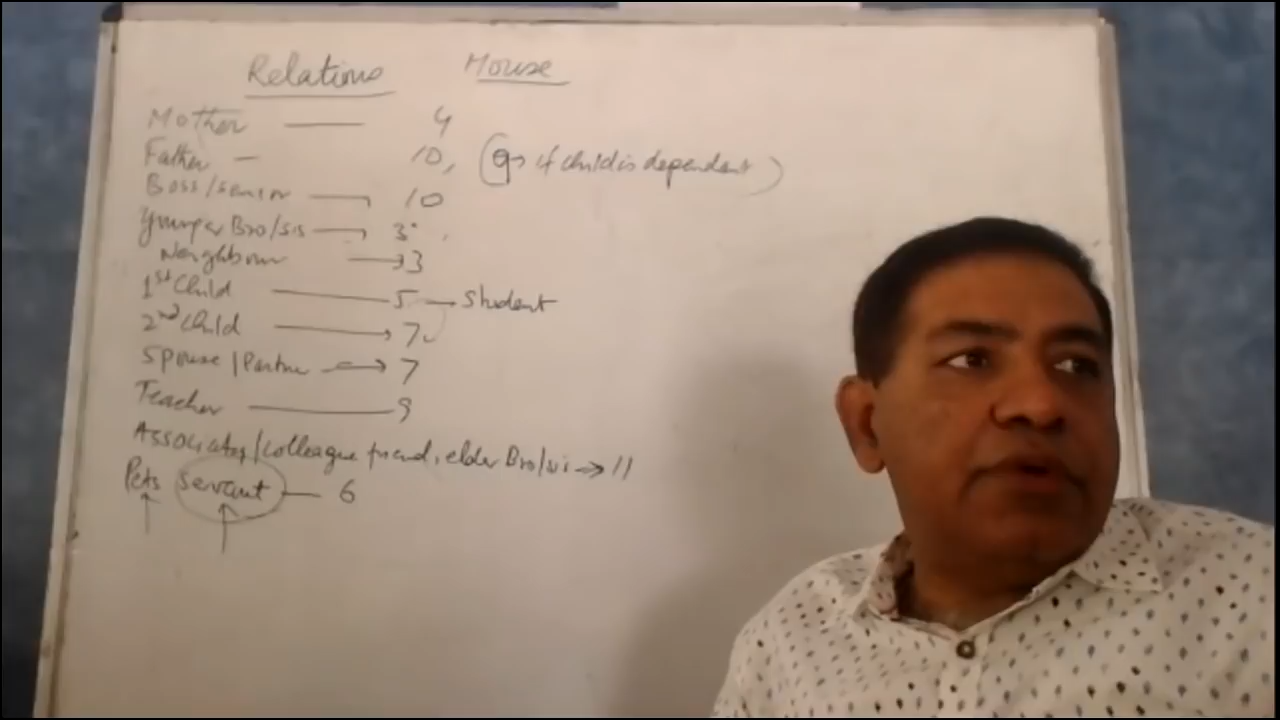 Relations House
Mother — 4
Father — 10, (9→ if child is dependent)
Boss/senior — 10
Younger Bro/sis — 3
Neighbour → 3
1st Child — 5 → Student
2nd Child → 7
Spouse/Partner → 7
Teacher — 9
Associates/Colleague friend, elder Bro/sis → 11
Pets Servant — 6